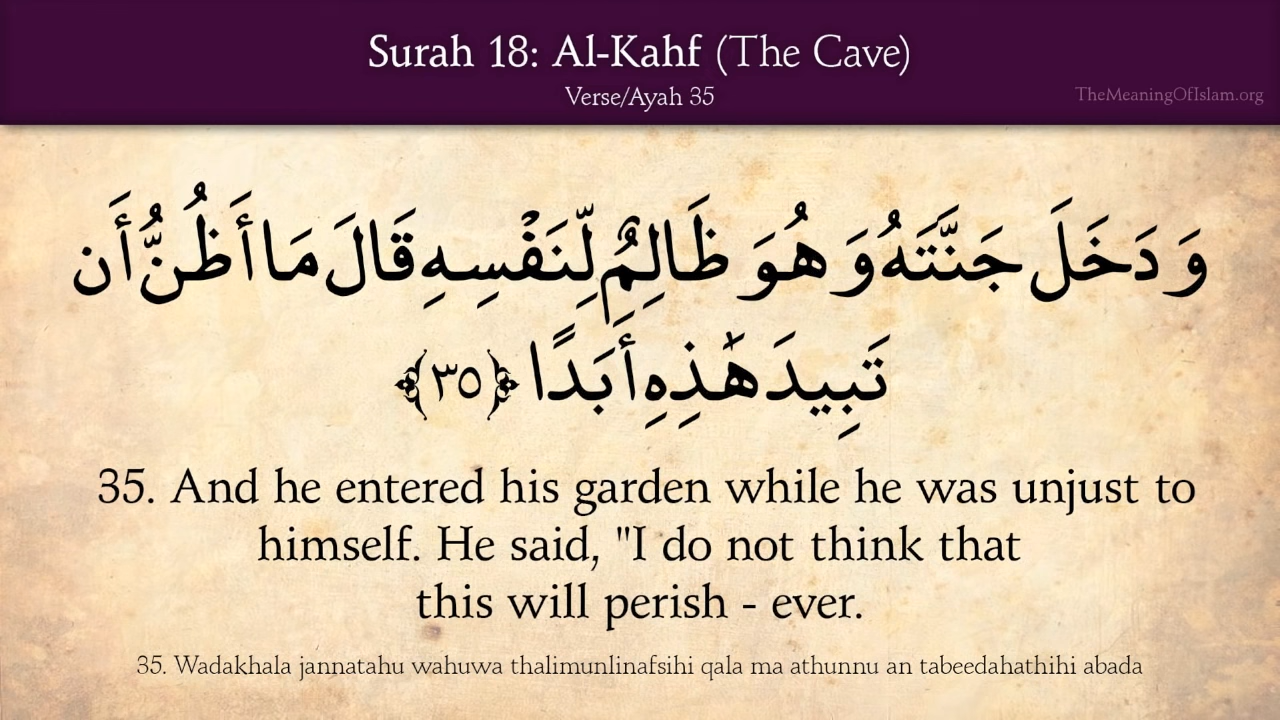 Surah 18: Al-Kahf (The Cave)
Verse/Ayah 35
TheMeaningOfIslam.org
وَدَخَلَ جَنَّتَهُ وَهُوَ ظَالِمٌ لِّنَفْسِهِ قَالَ مَا أَظُنُّ أَن
تَبِيدَ هَٰذِهِ أَبَدًا ﴿٣٥﴾
35. And he entered his garden while he was unjust to
himself. He said, "I do not think that
this will perish - ever.
35. Wadakhala jannatahu wahuwa thalimunlinafsihi qala ma athunnu an tabeedahathihi abada